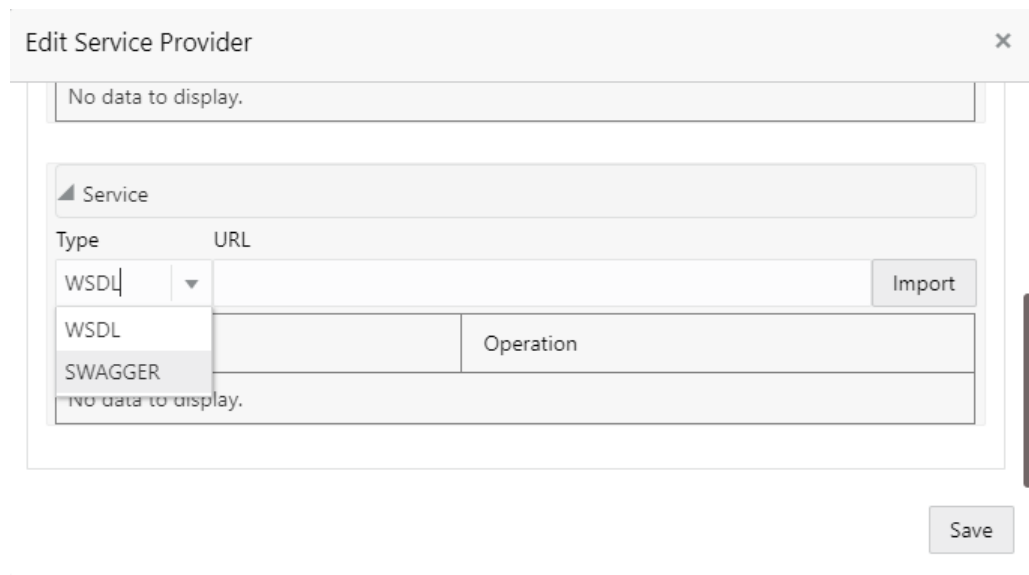 Edit Service Provider
×
No data to display.
Service
Type URL
WSDL Import
WSDL
Operation
SWAGGER
No data to display.
Save